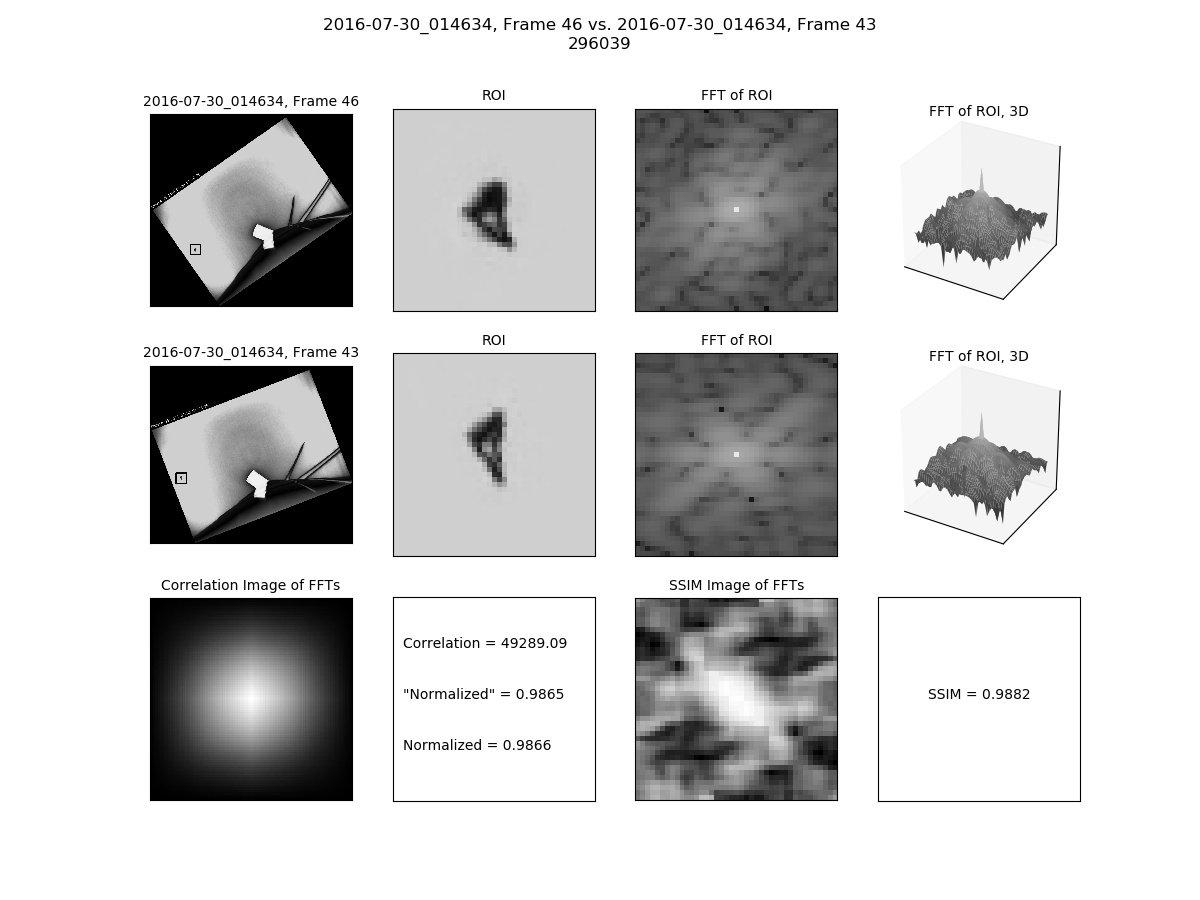 2016-07-30_014634, Frame 46 vs. 2016-07-30_014634, Frame 43
296039
2016-07-30_014634, Frame 46
ROI
FFT of ROI
FFT of ROI, 3D
2016-07-30_014634, Frame 43
ROI
FFT of ROI
FFT of ROI, 3D
Correlation Image of FFTs
SSIM Image of FFTs
Correlation = 49289.09
"Normalized" = 0.9865
Normalized = 0.9866
SSIM = 0.9882